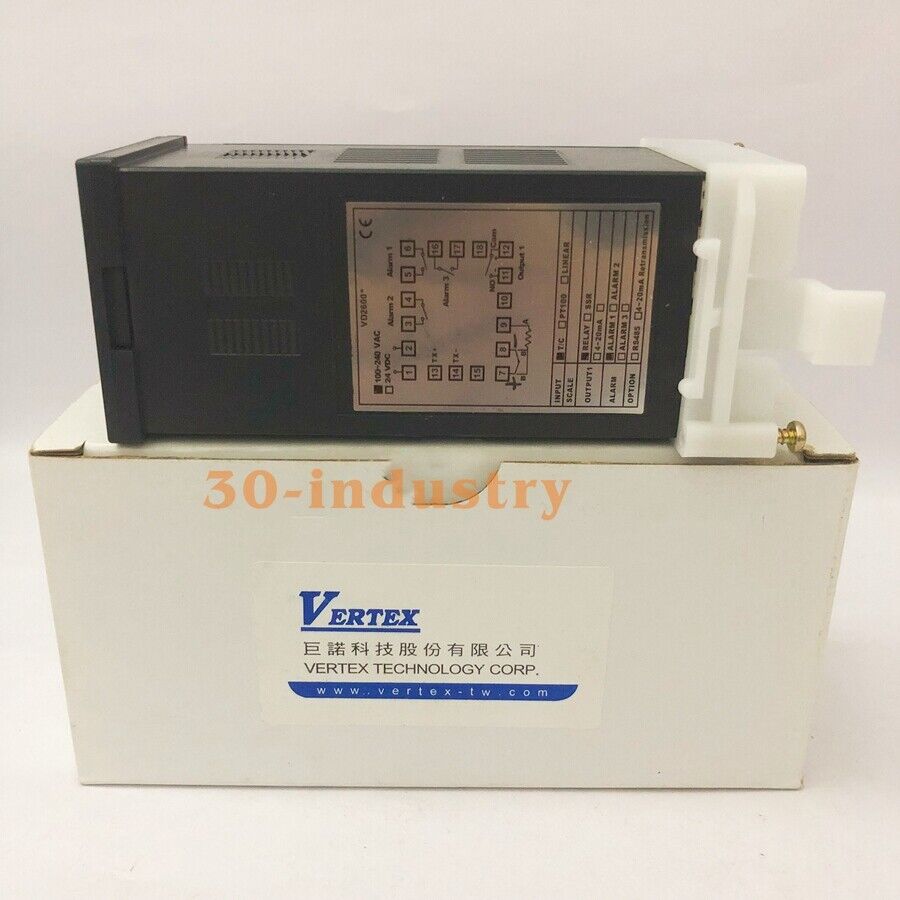 VD2600* CE
100~240 VAC
24 VDC Alarm 2 Alarm 1
1 2 3 4 5 6
13 TX+ 16
Alarm 3
14 TX- 17
15 18
NO Com
7 8 9 10 11 12
+ B B A Output 1
INPUT T/C PT100 LINEAR
SCALE
OUTPUT1 RELAY SSR
4~20mA
ALARM ALARM 1 ALARM 2
ALARM 3
OPTION RS485 4~20mA Retransmission
30-industry
VERTEX
巨諾科技股份有限公司
VERTEX TECHNOLOGY CORP.
www.vertex-tw.com